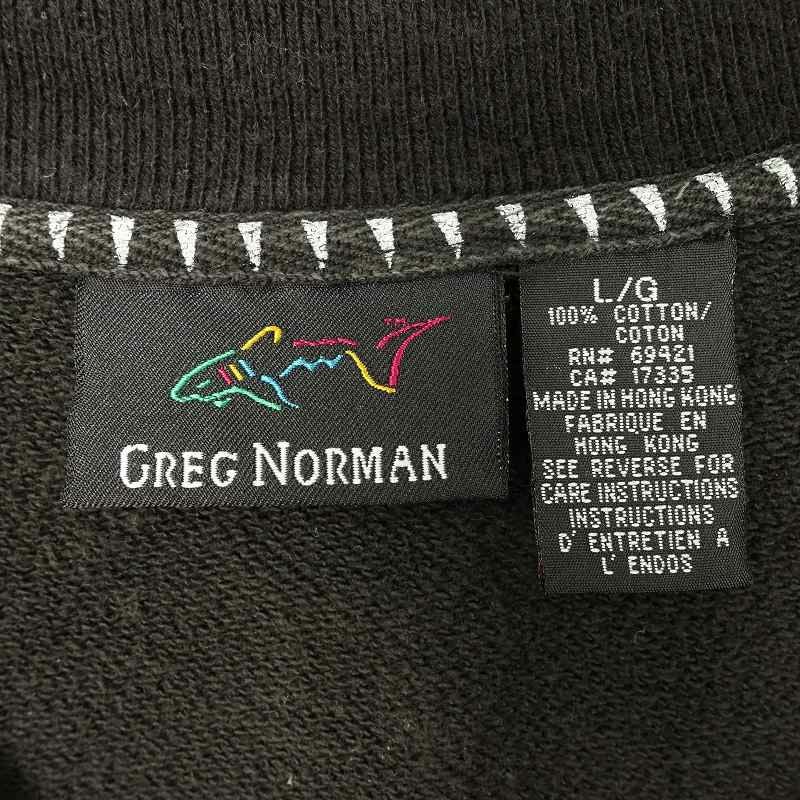 GREG NORMAN
L/G
100% COTTON/
COTON
RN# 69421
CA# 17335
MADE IN HONG KONG
FABRIQUE EN
HONG KONG
SEE REVERSE FOR
CARE INSTRUCTIONS
INSTRUCTIONS
D' ENTRETIEN A
L' ENDOS